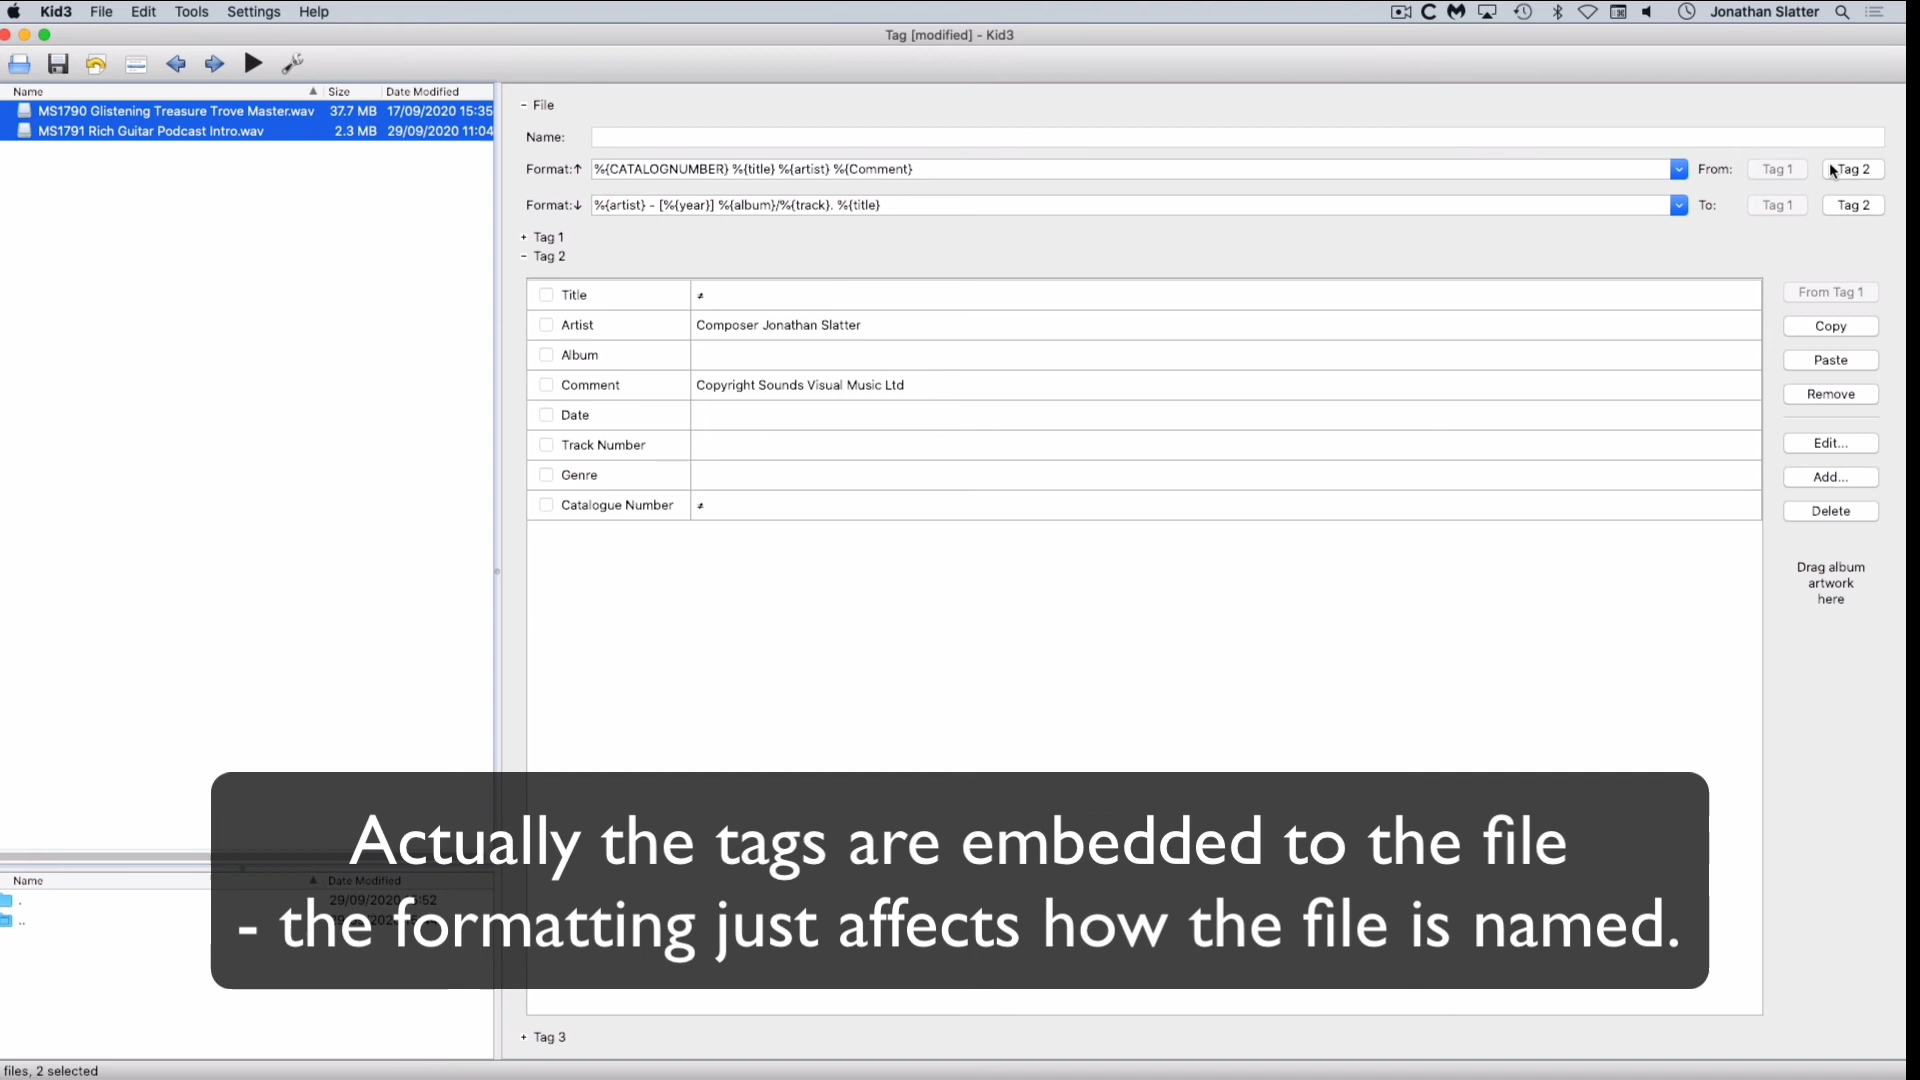 Kid3 File Edit Tools Settings Help Jonathan Slatter
Tag [modified] - Kid3
Name Size Date Modified
MS1790 Glistening Treasure Trove Master.wav 37.7 MB 17/09/2020 15:35
MS1791 Rich Guitar Podcast Intro.wav 2.3 MB 29/09/2020 11:04
- File
Name:
Format:↑ %{CATALOGNUMBER} %{title} %{artist} %{Comment} From: Tag 1 Tag 2
Format:↓ %{artist} - [%{year}] %{album}/%{track}. %{title} To: Tag 1 Tag 2
+ Tag 1
- Tag 2
Title ≠
Artist Composer Jonathan Slatter
Album
Comment Copyright Sounds Visual Music Ltd
Date
Track Number
Genre
Catalogue Number ≠
From Tag 1
Copy
Paste
Remove
Edit...
Add...
Delete
Drag album
artwork
here
Actually the tags are embedded to the file
- the formatting just affects how the file is named.
Name Date Modified
.
..
+ Tag 3
files, 2 selected